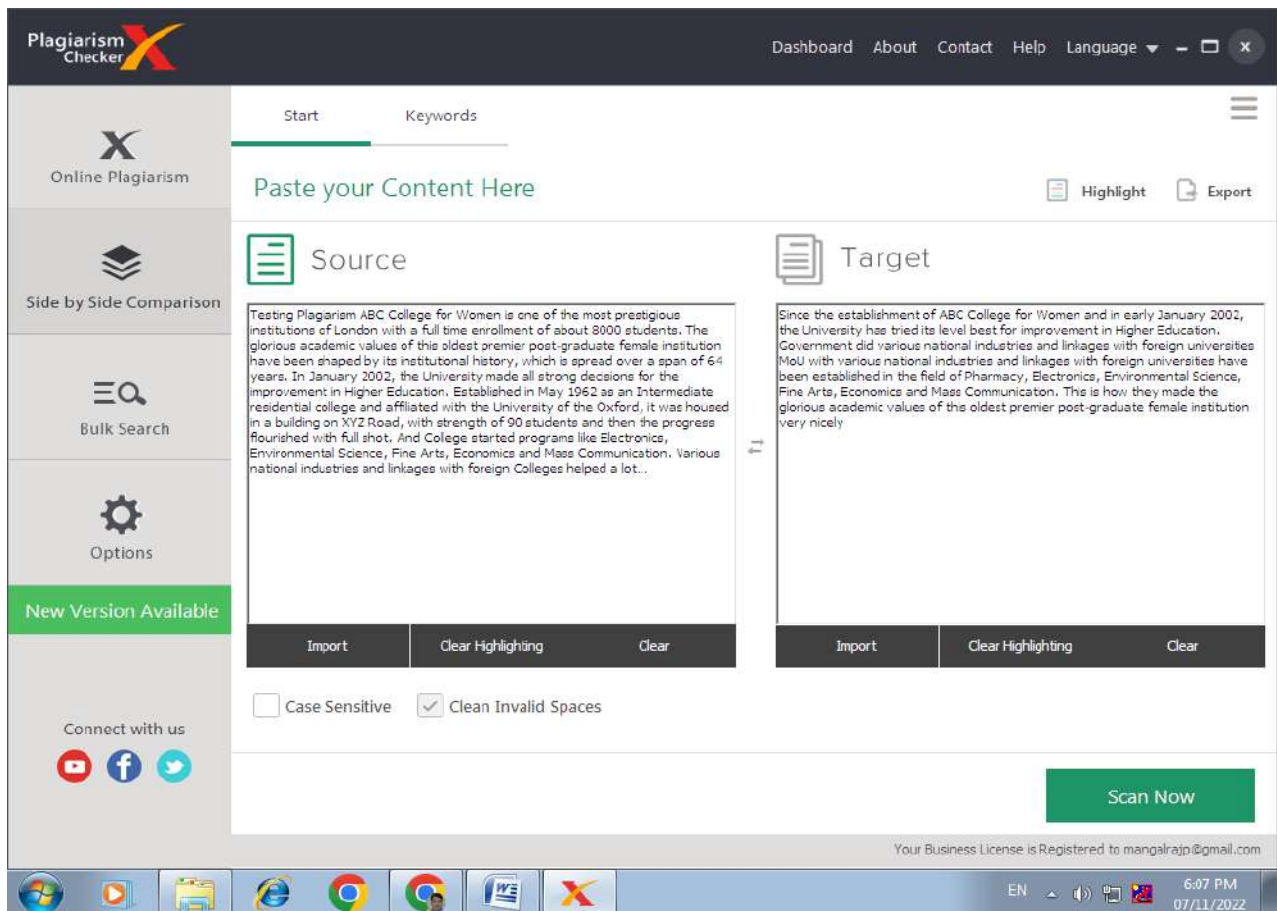 Plagiarism
Checker
Dashboard About Contact Help Language
Start Keywords
Online Plagiarism
Paste your Content Here
Highlight Export
Source
Target
Side by Side Comparison
Testing Plagarism ABC College for Women is one of the most prestigious
institutions of London with a full time enrollment of about 8000 students. The
glorious academic values of this oldest premier post-graduate female institution
have been shaped by its institutional history, which is spread over a span of 64
years. In January 2002, the University made all strong decsions for the
improvement in Higher Education. Established in May 1962 as an Intermediate
residential college and affliated with the University of the Oxford, it was housed
in a building on XYZ Road, with strength of 90 students and then the progress
flourished with full shot. And College started programs like Electronics,
Environmental Science, Fine Arts, Economics and Mass Communication. Various
national industries and linkages with foreign Colleges helped a lot...
Since the establishment of ABC College for Women and in early January 2002,
the University has tried its level best for improvement in Higher Education.
Government did various national industries and linkages with foreign universities
MoU with various national industries and linkages with foreign universities have
been established in the field of Pharmacy, Electronics, Environmental Science,
Fine Arts, Economics and Mass Communication. This is how they made the
glorious academic values of this oldest premier post-graduate female institution
very nicely
Bulk Search
Options
New Version Available
Import Clear Highlighting Clear
Import Clear Highlighting Clear
Case Sensitive Clean Invalid Spaces
Connect with us
Scan Now
Your Business License is Registered to mangalrajp@gmail.com
EN 6:07 PM
07/11/2022